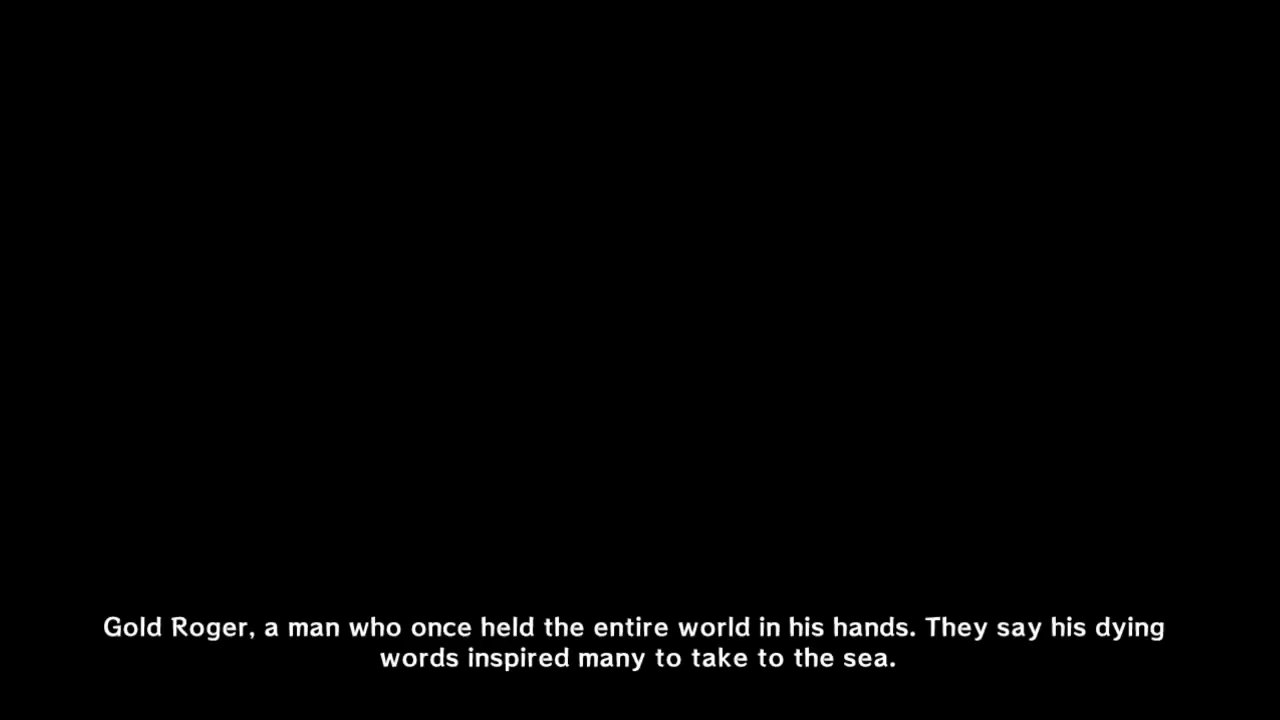 Gold Roger, a man who once held the entire world in his hands. They say his dying
words inspired many to take to the sea.